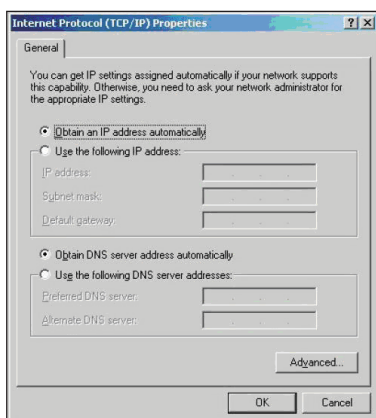 Internet Protocol (TCP/IP) Properties
General
You can get IP settings assigned automatically if your network supports
this capability. Otherwise, you need to ask your network administrator for
the appropriate IP settings.
Obtain an IP address automatically
Use the following IP address:
IP address:
Subnet mask:
Default gateway:
Obtain DNS server address automatically
Use the following DNS server addresses:
Preferred DNS server:
Alternate DNS server:
Advanced...
OK Cancel